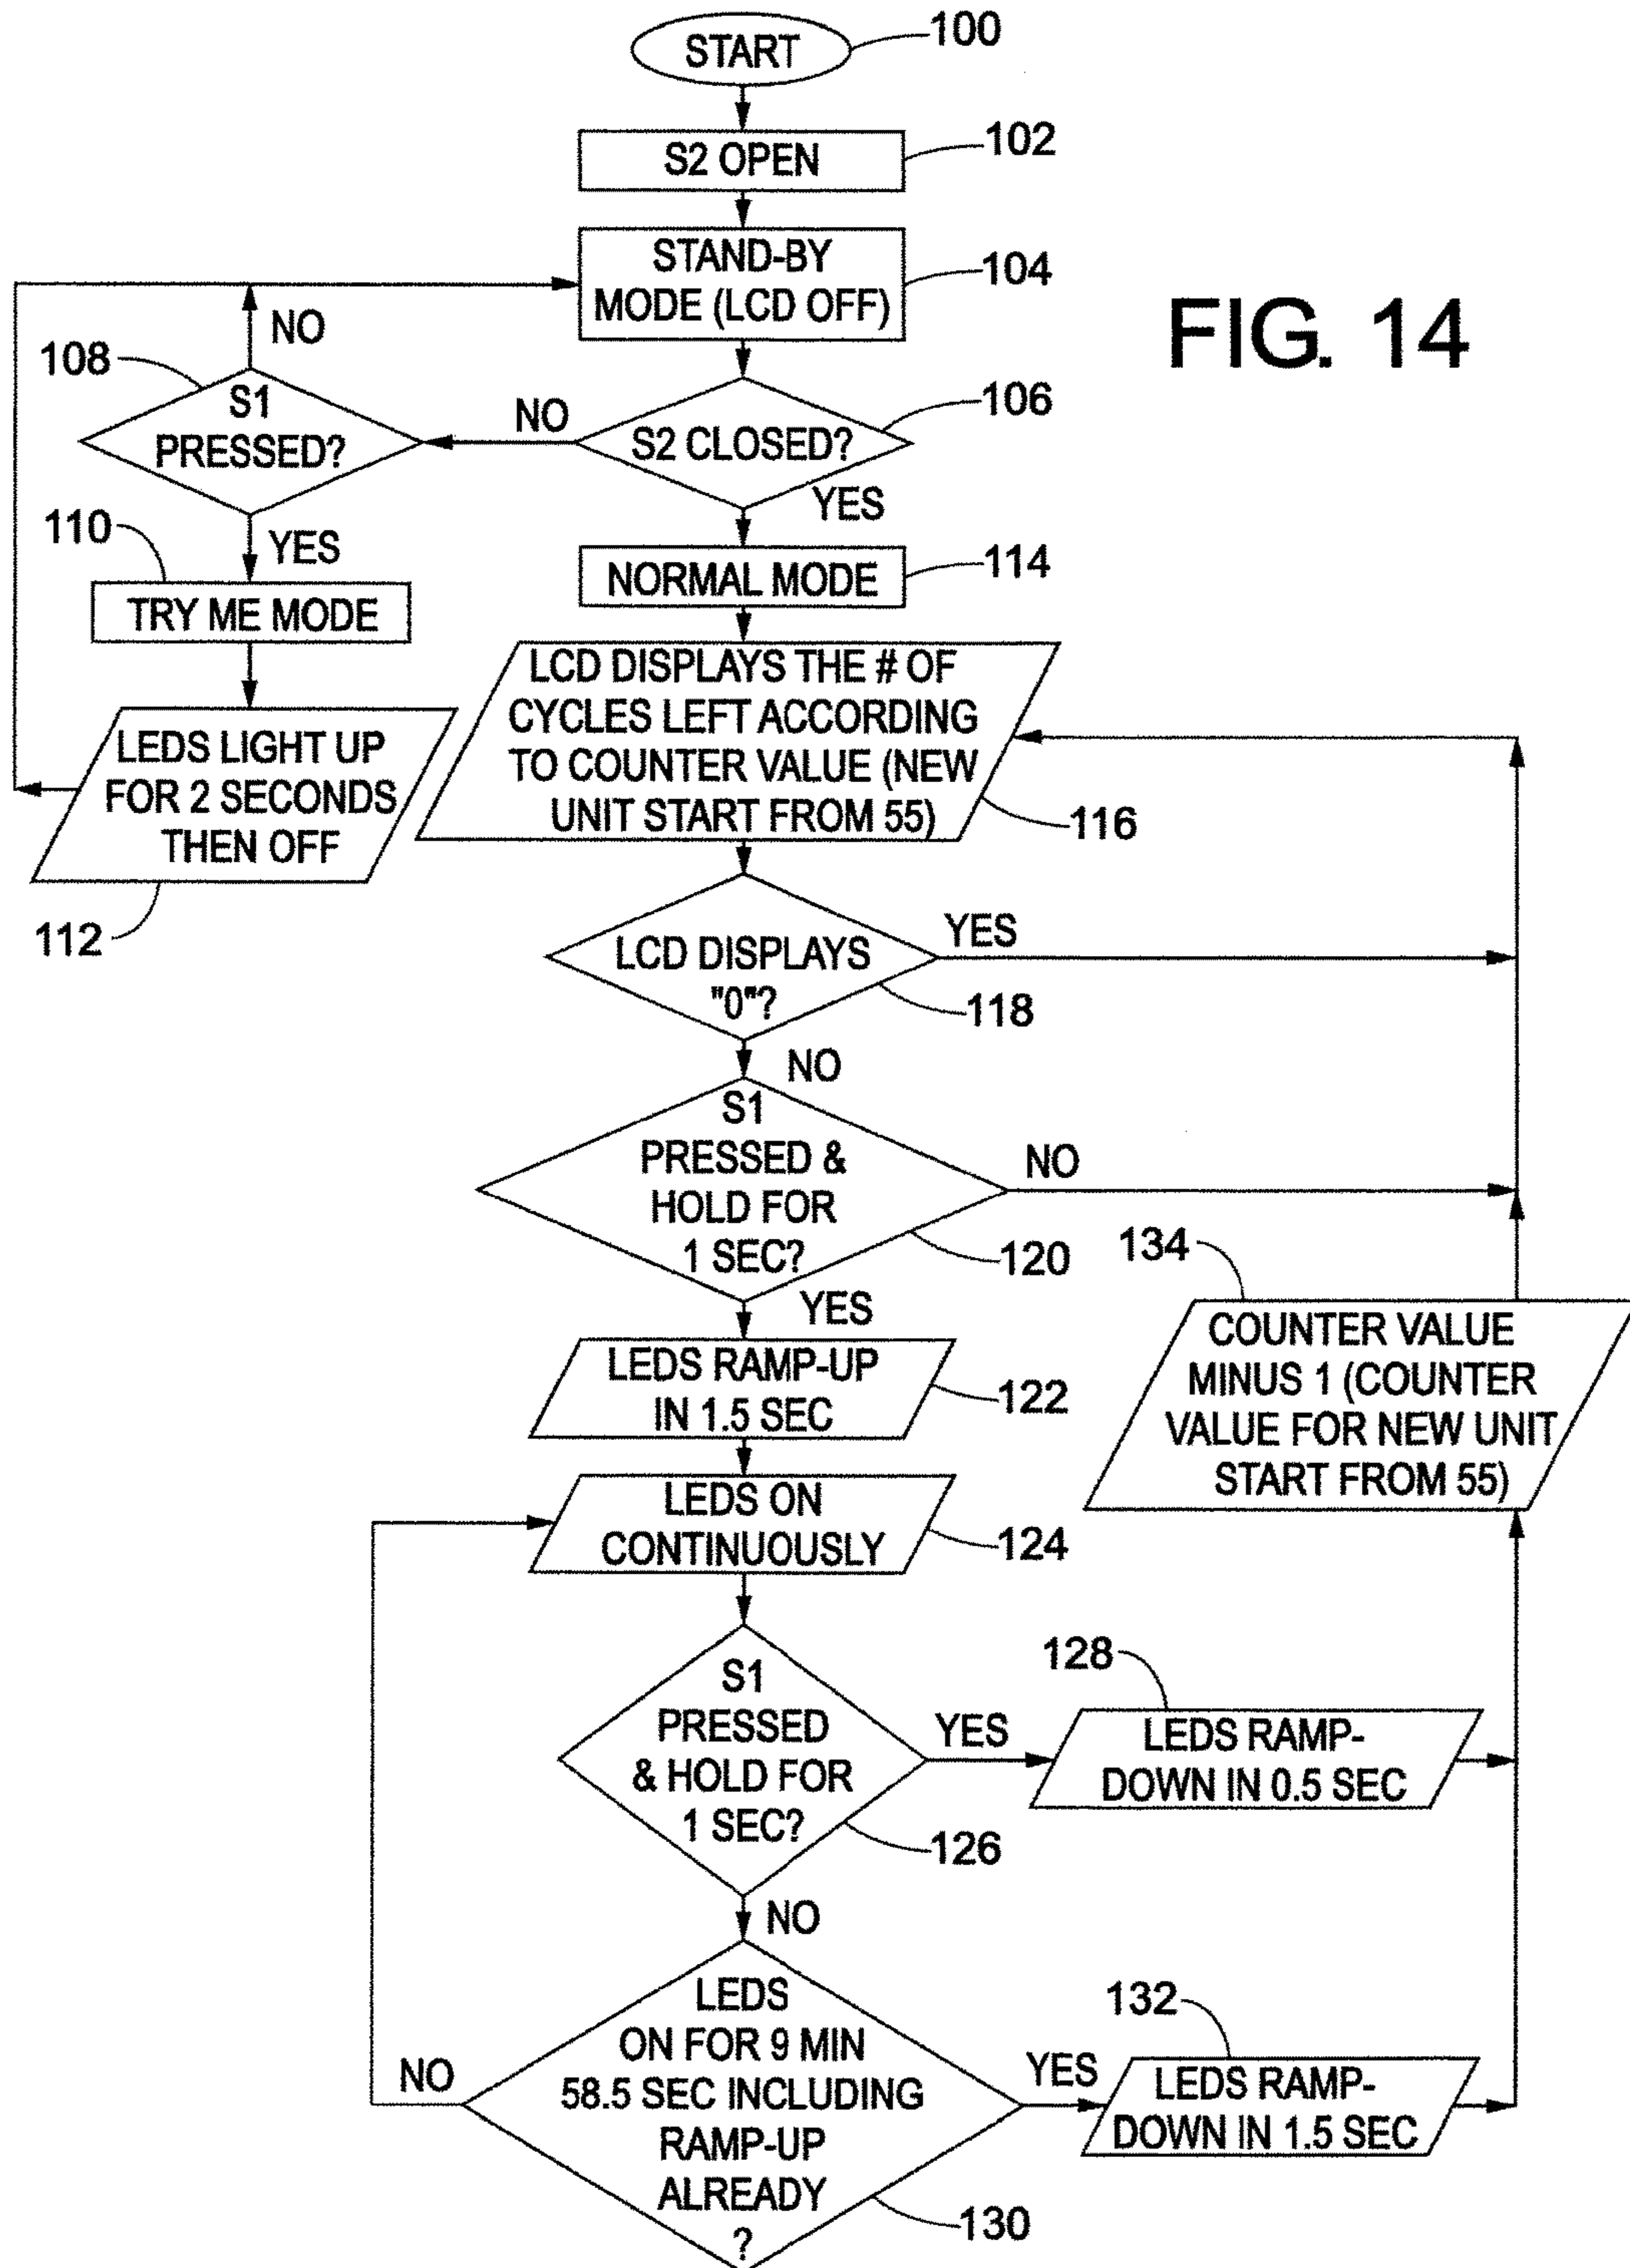 START
100
S2 OPEN
102
STAND-BY
MODE (LCD OFF)
104
FIG. 14
NO
108
S1
PRESSED?
NO
S2 CLOSED?
106
YES
110
YES
TRY ME MODE
NORMAL MODE
114
LEDS LIGHT UP
FOR 2 SECONDS
THEN OFF
112
LCD DISPLAYS THE # OF
CYCLES LEFT ACCORDING
TO COUNTER VALUE (NEW
UNIT START FROM 55)
116
LCD DISPLAYS
"0"?
YES
118
NO
S1
PRESSED &
HOLD FOR
1 SEC?
NO
120
YES
134
COUNTER VALUE
MINUS 1 (COUNTER
VALUE FOR NEW UNIT
START FROM 55)
LEDS RAMP-UP
IN 1.5 SEC
122
LEDS ON
CONTINUOUSLY
124
S1
PRESSED
& HOLD FOR
1 SEC?
126
YES
128
LEDS RAMP-
DOWN IN 0.5 SEC
NO
LEDS
ON FOR 9 MIN
58.5 SEC INCLUDING
RAMP-UP
ALREADY
?
130
NO
YES
132
LEDS RAMP-
DOWN IN 1.5 SEC